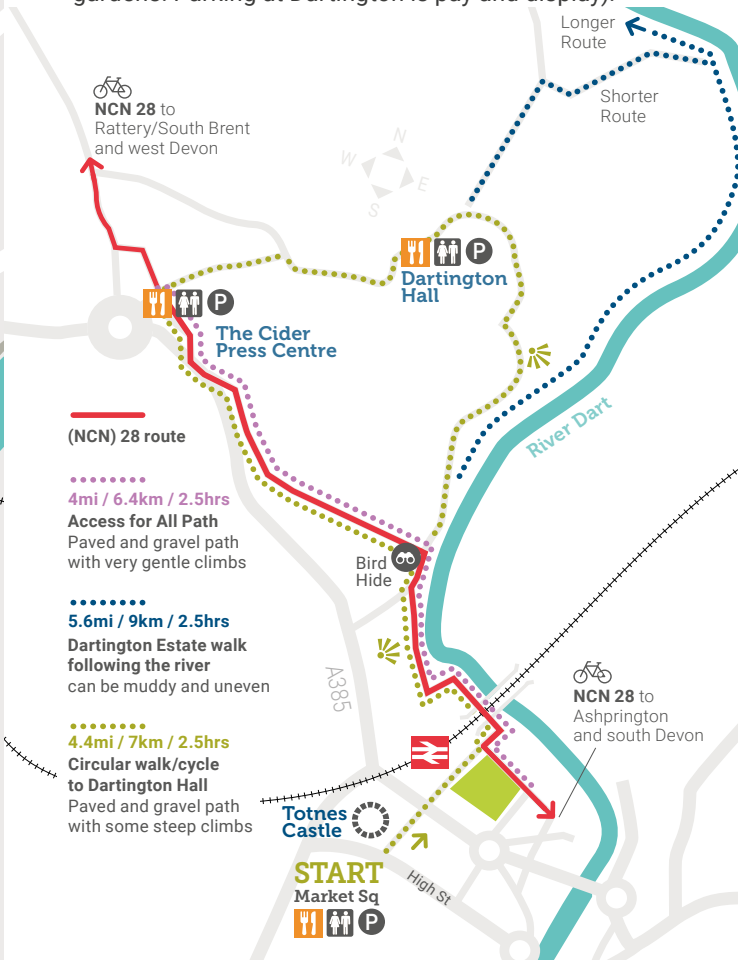 Longer
Route
Shorter
Route
NCN 28 to
Rattery/South Brent
and west Devon
N
W
E
S
P
Dartington
Hall
P
The Cider
Press Centre
River Dart
(NCN) 28 route
4mi / 6.4km / 2.5hrs
Access for All Path
Paved and gravel path
with very gentle climbs
Bird
Hide
5.6mi / 9km / 2.5hrs
Dartington Estate walk
following the river
can be muddy and uneven
A385
NCN 28 to
Ashprington
and south Devon
4.4mi / 7km / 2.5hrs
Circular walk/cycle
to Dartington Hall
Paved and gravel path
with some steep climbs
Totnes
Castle
START
Market Sq
P
High St